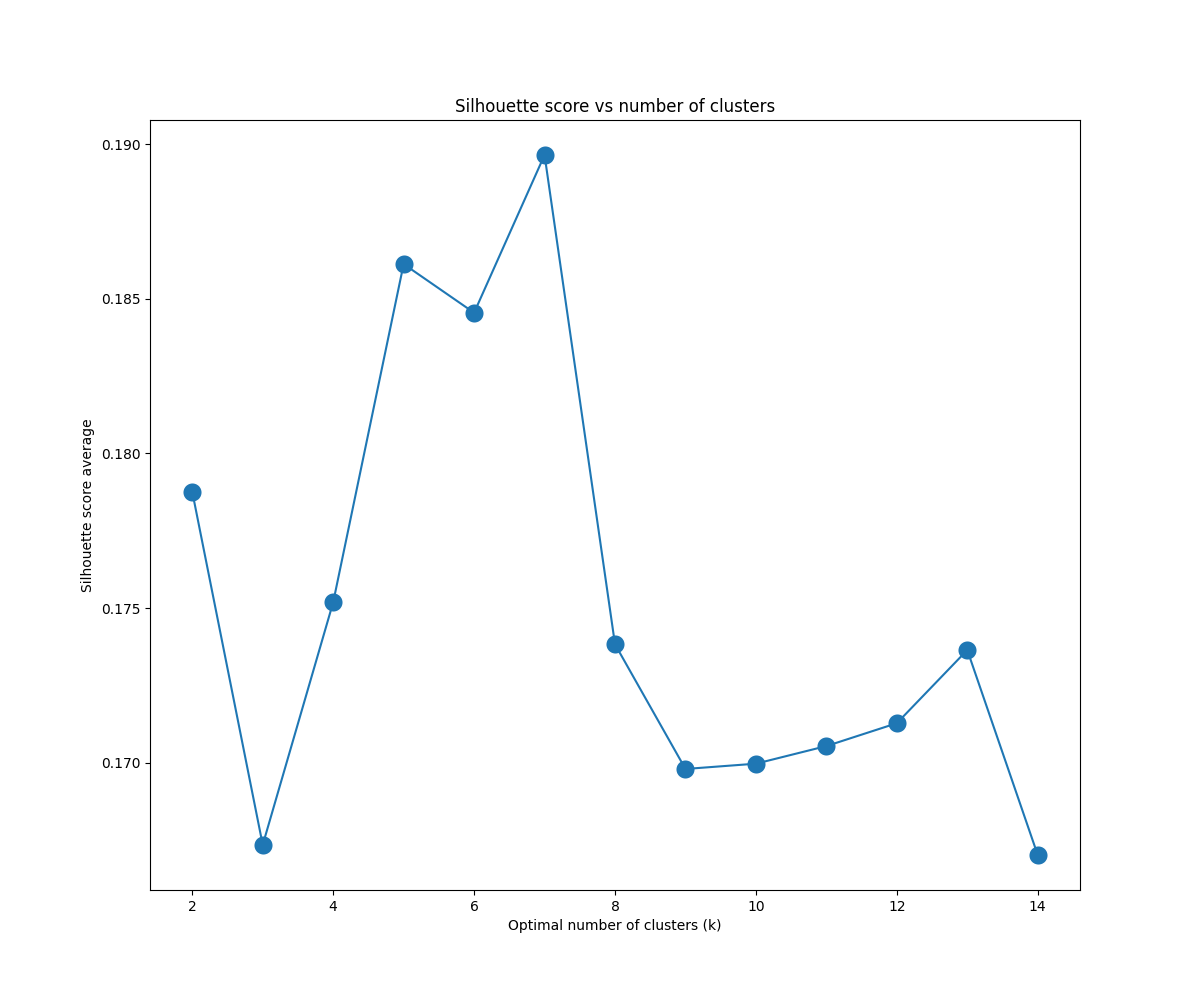 Silhouette score vs number of clusters
0.190
0.185
0.180
0.175
0.170
Silhouette score average
2 4 6 8 10 12 14
Optimal number of clusters (k)